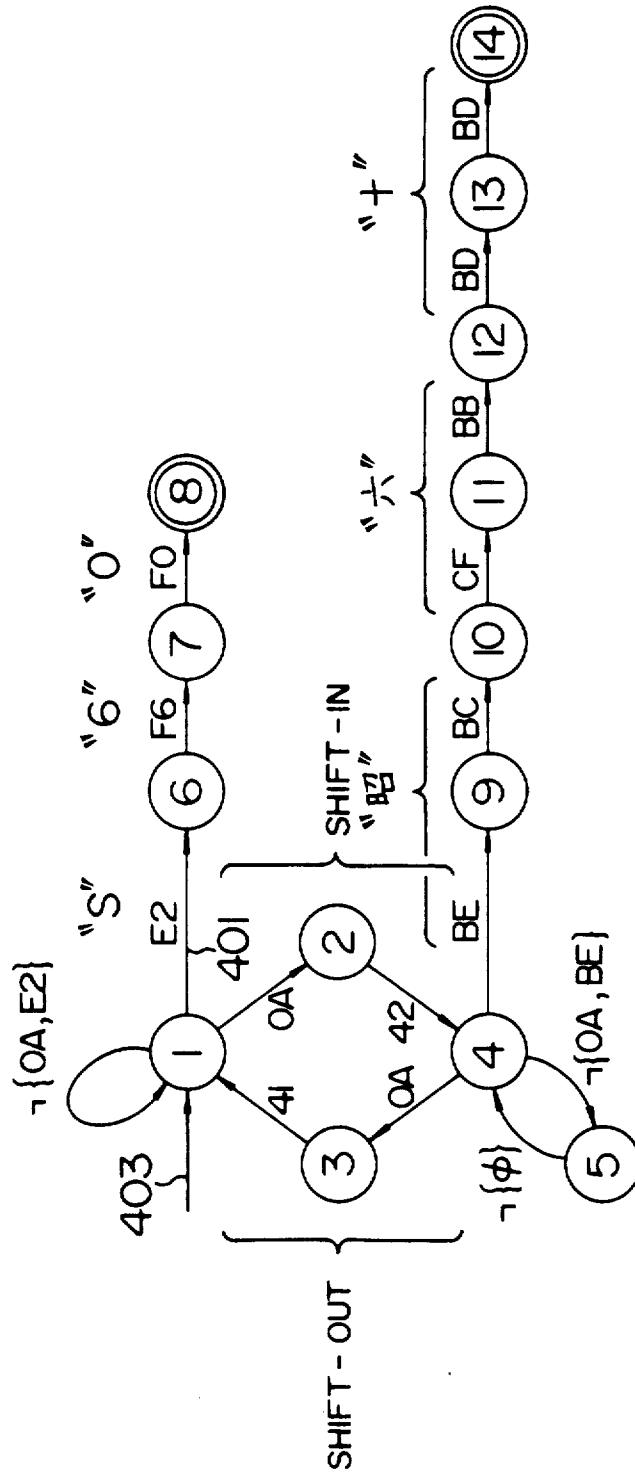 "S" "6" "0"
¬{0A,E2}
403
1
E2
401
6
F6
7
F0
8
0A
2
42
41
3
0A
SHIFT-OUT
SHIFT-IN
"昭" "六" "十"
4
BE
9
BC
10
CF
11
BB
12
BD
13
BD
14
¬{φ}
5
¬{0A,BE}